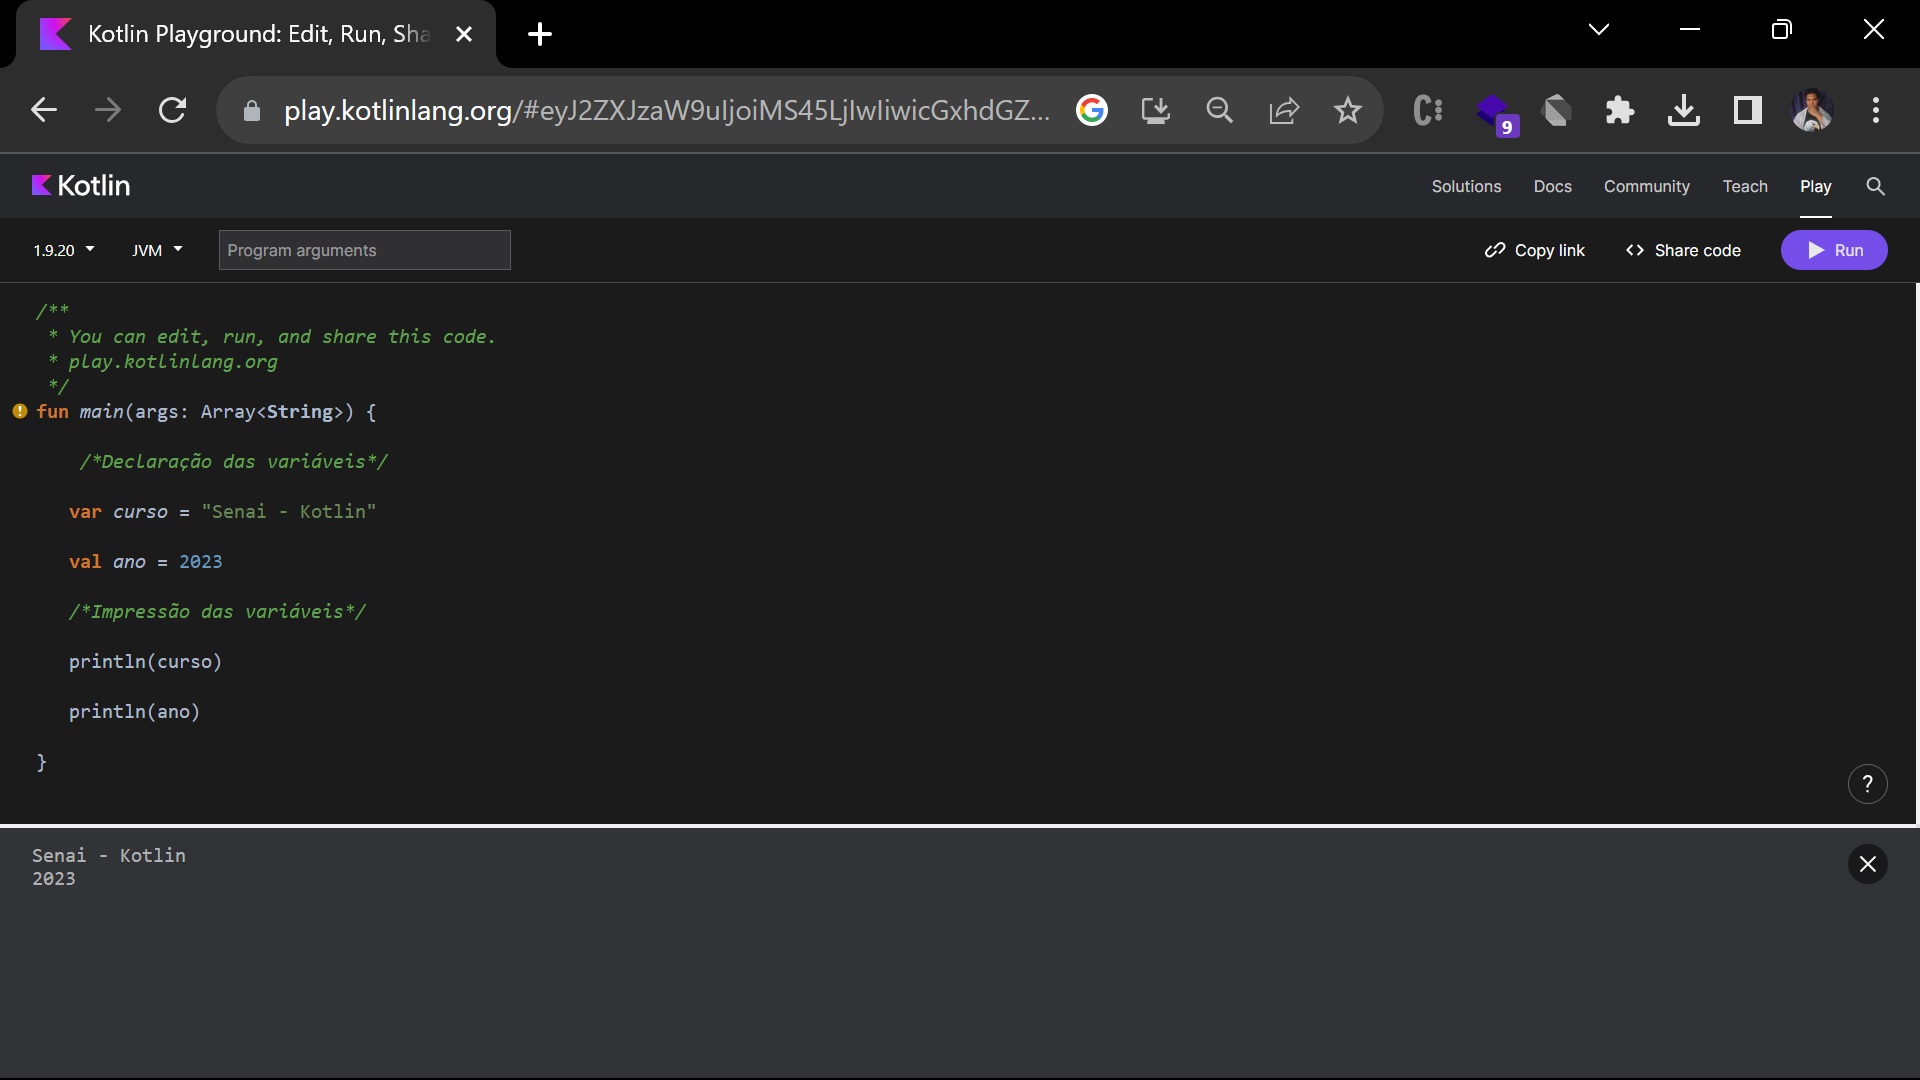 Kotlin Playground: Edit, Run, Sha
play.kotlinlang.org/#eyJ2ZXJzaW9uIjoiMS45LjIwIiwicGxhdGZ...
9
Kotlin
Solutions Docs Community Teach Play
1.9.20 JVM Program arguments Copy link <> Share code Run
/**
* You can edit, run, and share this code.
* play.kotlinlang.org
*/
fun main(args: Array<String>) {
/*Declaração das variáveis*/
var curso = "Senai - Kotlin"
val ano = 2023
/*Impressão das variáveis*/
println(curso)
println(ano)
}
?
Senai - Kotlin
2023